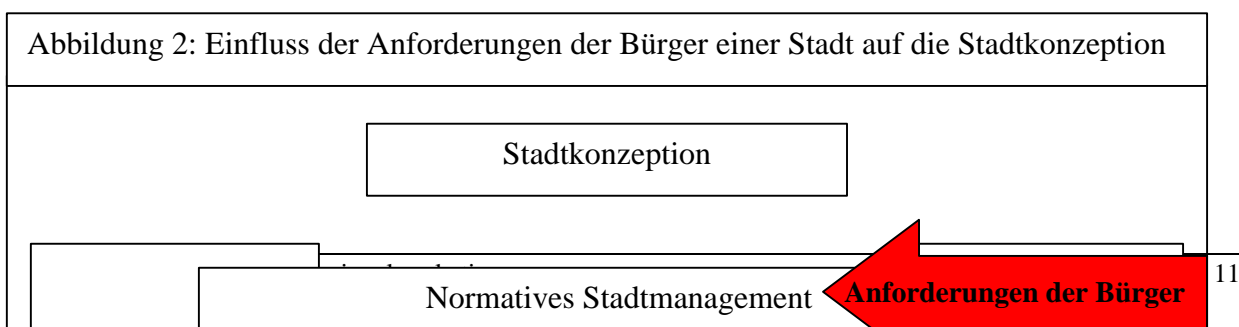 Abbildung 2: Einfluss der Anforderungen der Bürger einer Stadt auf die Stadtkonzeption
Stadtkonzeption
11
Normatives Stadtmanagement
Anforderungen der Bürger